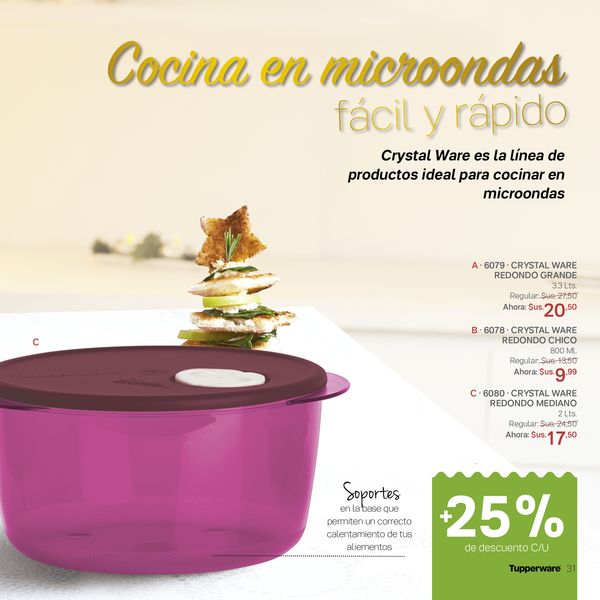 Cocina en microondas
fácil y rápido
Crystal Ware es la línea de
productos ideal para cocinar en
microondas
A · 6079 · CRYSTAL WARE
REDONDO GRANDE
3.3 Lts.
Regular: $us. 27,50
Ahora: $us.20,50
B · 6078 · CRYSTAL WARE
REDONDO CHICO
800 ML
Regular: $us. 13,50
Ahora: $us.9,99
C
C · 6080 · CRYSTAL WARE
REDONDO MEDIANO
2 Lts.
Regular: $us. 24,50
Ahora: $us.17,50
Soportes
en la base que
permiten un correcto
calentamiento de tus
aliementos
+25%
de descuento C/U
Tupperware 31